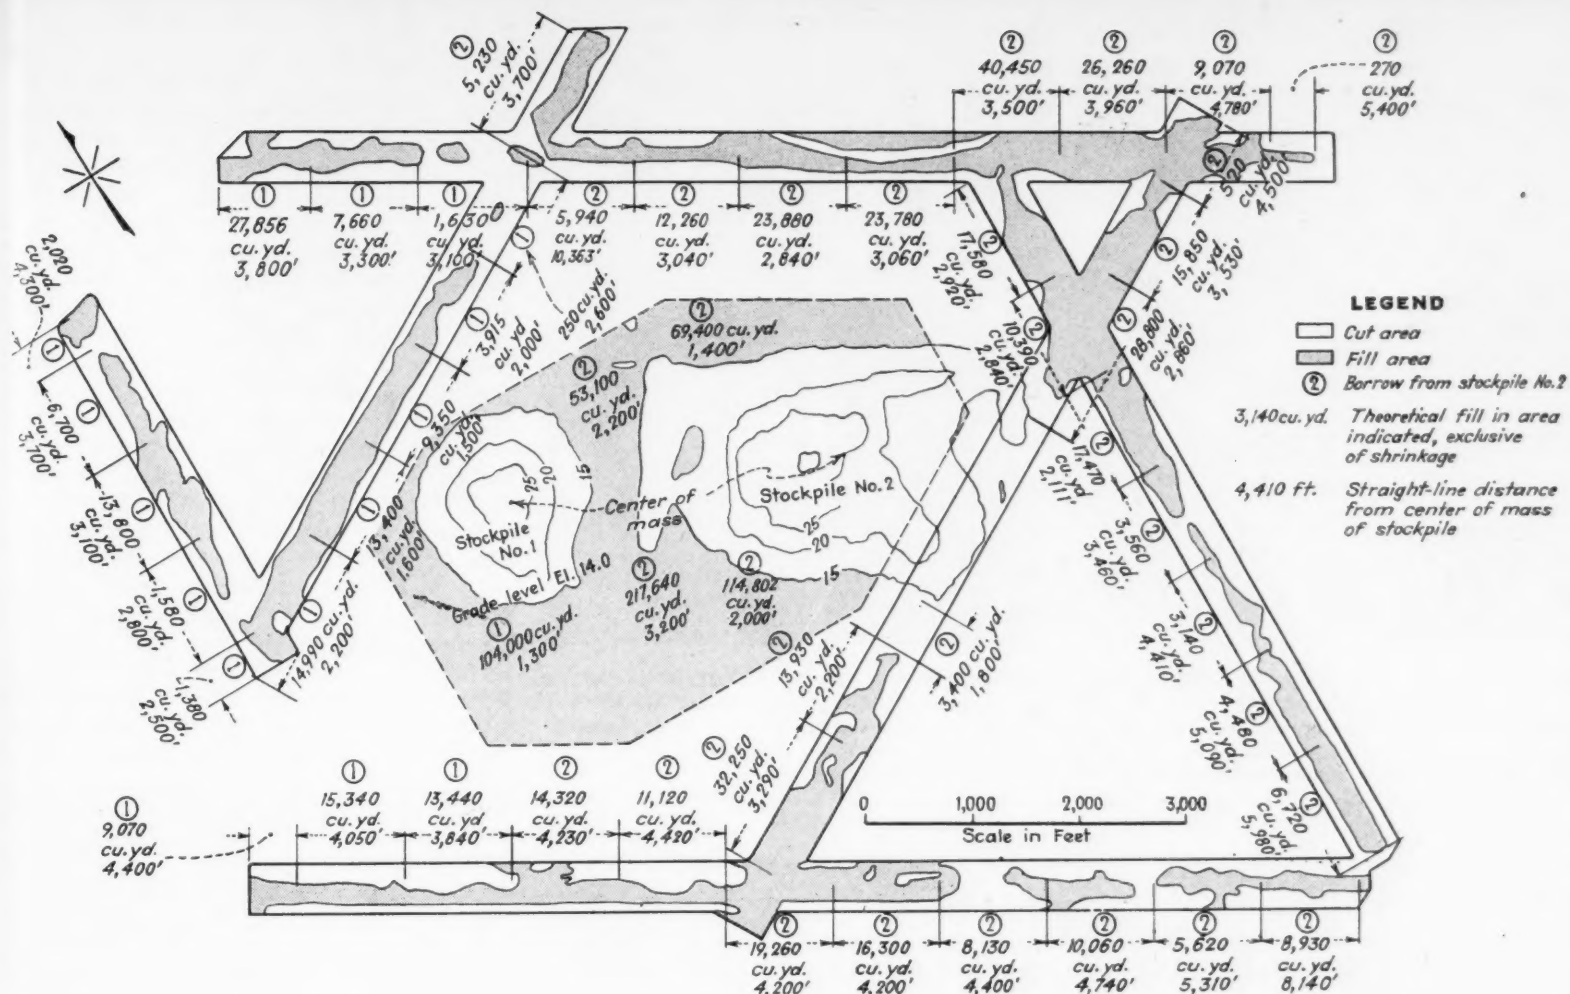 ②
5,230
cu. yd.
3,700'
②
40,450
cu. yd.
3,500'
②
26,260
cu. yd.
3,960'
②
9,070
cu. yd.
4,780'
②
270
cu. yd.
5,400'
①
27,856
cu. yd.
3,800'
①
7,660
cu. yd.
3,300'
①
1,630
cu. yd.
3,100'
②
5,940
cu. yd.
10,363'
②
12,260
cu. yd.
3,040'
②
23,880
cu. yd.
2,840'
②
23,780
cu. yd.
3,060'
②
cu. yd.
4,500'
②
17,580
cu. yd.
2,920'
②
15,850
cu. yd.
3,530'
②
10,390
cu. yd.
2,840'
②
28,800
cu. yd.
2,860'
①
250 cu. yd.
2,600'
①
3,915
cu. yd
2,000'
①
9,350
cu. yd.
1,500'
①
13,400
cu. yd.
1,600'
①
14,990 cu. yd.
2,200'
2,020
cu. yd.
4,300'
①
①
6,700
cu. yd.
3,700'
①
13,800
cu. yd.
3,100'
①
1,580
cu. yd.
2,800'
①
1,380
cu. yd.
2,500'
②
69,400 cu. yd.
1,400'
②
53,100
cu. yd.
2,200'
25
20
15
Stockpile
No. 1
Center of
mass
Stockpile No. 2
25
20
15
Grade level El. 14.0
①
104,000 cu. yd.
1,300'
②
217,640
cu. yd.
3,200'
②
114,802
cu. yd.
2,000'
②
17,470
cu. yd
2,111'
②
3,560
cu. yd.
3,460'
②
3,140
cu. yd.
4,410'
②
4,480
cu. yd.
5,090'
②
6,720
cu. yd.
5,980'
②
13,930
cu. yd.
2,200'
②
3,400 cu. yd.
1,800'
②
32,250
cu. yd.
3,290'
LEGEND
Cut area
Fill area
② Borrow from stockpile No. 2
3,140 cu. yd. Theoretical fill in area
indicated, exclusive
of shrinkage
4,410 ft. Straight-line distance
from center of mass
of stockpile
0 1,000 2,000 3,000
Scale in Feet
①
9,070
cu. yd.
4,400'
①
15,340
cu. yd.
4,050'
①
13,440
cu. yd.
3,840'
②
14,320
cu. yd.
4,230'
②
11,120
cu. yd.
4,420'
②
19,260
cu. yd.
4,200'
②
16,300
cu. yd.
4,200'
②
8,130
cu. yd.
4,400'
②
10,060
cu. yd.
4,740'
②
5,620
cu. yd.
5,310'
②
8,930
cu. yd.
8,140'